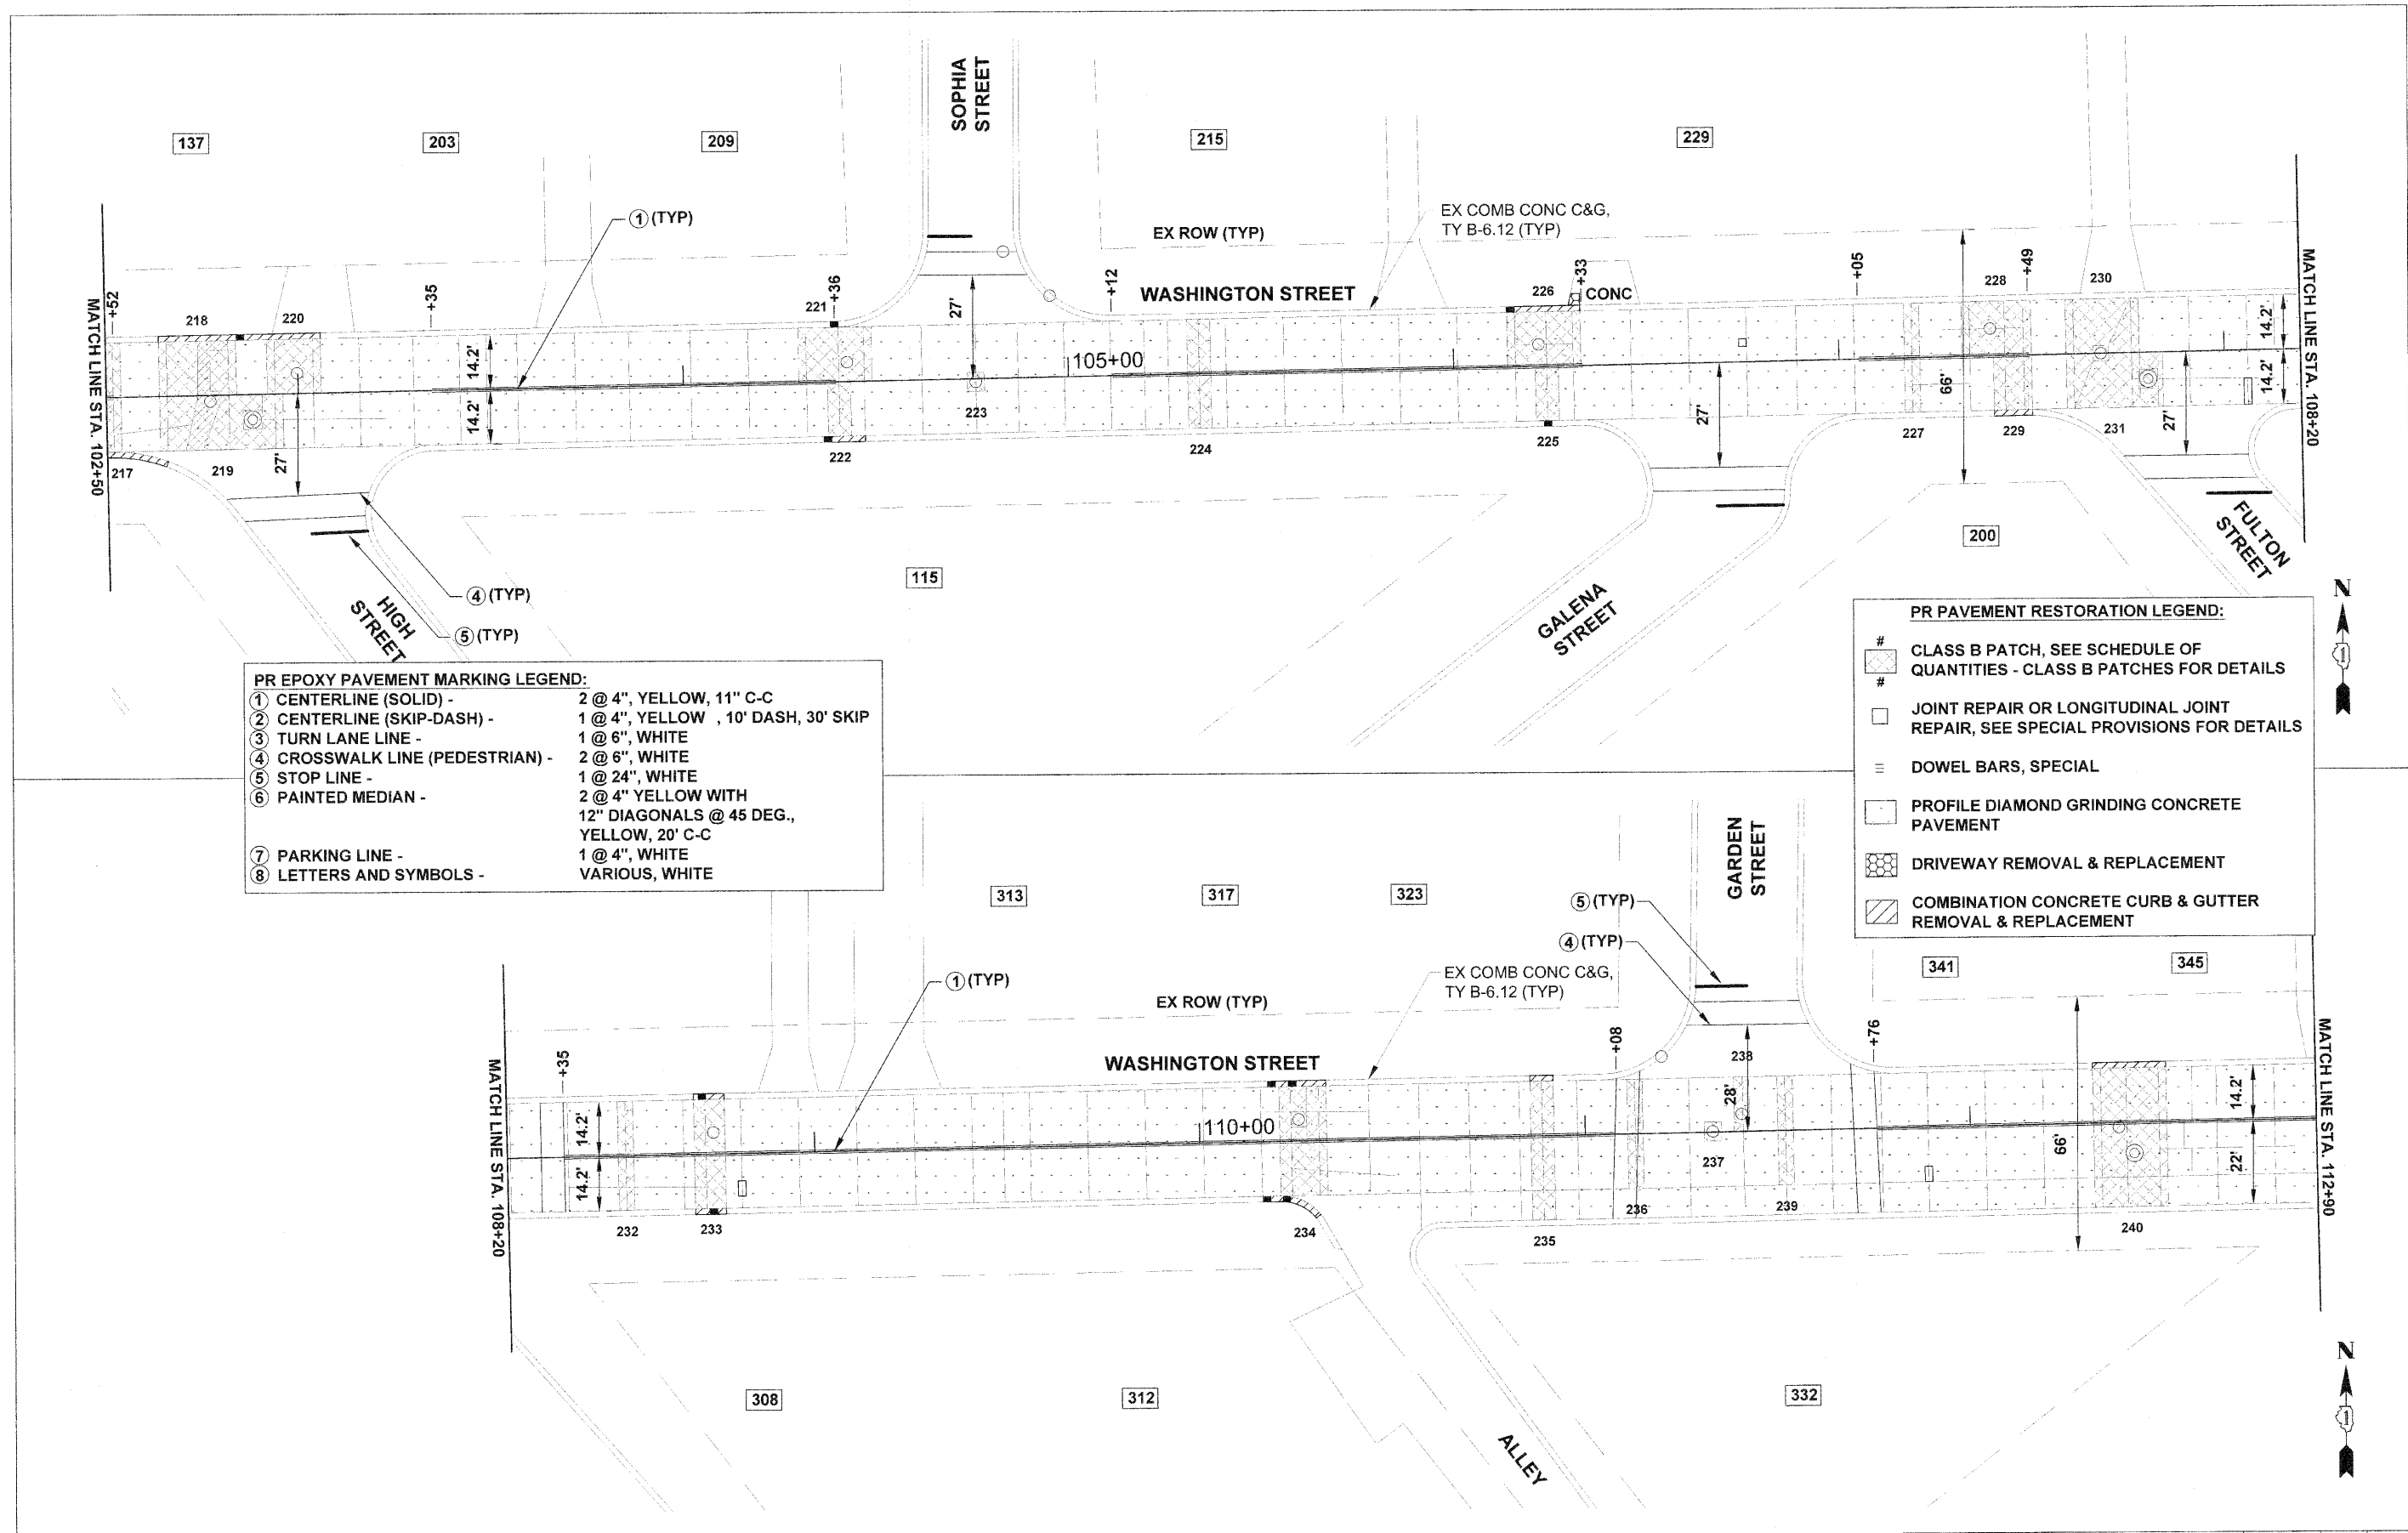 SOPHIA
STREET
137
203
209
215
229
1 (TYP)
EX ROW (TYP)
EX COMB CONC C&G,
TY B-6.12 (TYP)
MATCH LINE STA. 102+50
+52
218
220
+35
221
+36
27'
+12
WASHINGTON STREET
226
+33
CONC
+05
228
+49
230
MATCH LINE STA. 108+20
14.2'
14.2'
105+00
14.2'
14.2'
66'
217
219
27'
222
223
224
225
27'
227
229
231
27'
HIGH
STREET
4 (TYP)
5 (TYP)
115
GALENA
STREET
200
FULTON
STREET
N
1
PR EPOXY PAVEMENT MARKING LEGEND:
1 CENTERLINE (SOLID) - 2 @ 4", YELLOW, 11" C-C
2 CENTERLINE (SKIP-DASH) - 1 @ 4", YELLOW , 10' DASH, 30' SKIP
3 TURN LANE LINE - 1 @ 6", WHITE
4 CROSSWALK LINE (PEDESTRIAN) - 2 @ 6", WHITE
5 STOP LINE - 1 @ 24", WHITE
6 PAINTED MEDIAN - 2 @ 4" YELLOW WITH
12" DIAGONALS @ 45 DEG.,
YELLOW, 20' C-C
7 PARKING LINE - 1 @ 4", WHITE
8 LETTERS AND SYMBOLS - VARIOUS, WHITE
PR PAVEMENT RESTORATION LEGEND:
#
CLASS B PATCH, SEE SCHEDULE OF
QUANTITIES - CLASS B PATCHES FOR DETAILS
#
JOINT REPAIR OR LONGITUDINAL JOINT
REPAIR, SEE SPECIAL PROVISIONS FOR DETAILS
DOWEL BARS, SPECIAL
PROFILE DIAMOND GRINDING CONCRETE
PAVEMENT
DRIVEWAY REMOVAL & REPLACEMENT
COMBINATION CONCRETE CURB & GUTTER
REMOVAL & REPLACEMENT
313
317
323
GARDEN
STREET
5 (TYP)
4 (TYP)
341
345
1 (TYP)
EX ROW (TYP)
EX COMB CONC C&G,
TY B-6.12 (TYP)
MATCH LINE STA. 108+20
+35
WASHINGTON STREET
+08
238
28'
+76
MATCH LINE STA. 112+90
14.2'
14.2'
110+00
66'
14.2'
22'
232
233
234
235
236
237
239
240
308
312
332
ALLEY
N
1